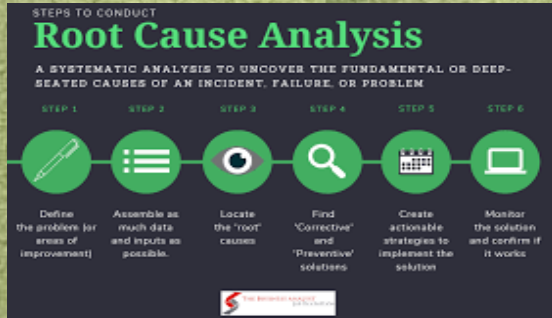 STEPS TO CONDUCT
Root Cause Analysis
A SYSTEMATIC ANALYSIS TO UNCOVER THE FUNDAMENTAL OR DEEP-
SEATED CAUSES OF AN INCIDENT, FAILURE, OR PROBLEM
STEP 1
Define
the problem (or
areas of
improvement)
STEP 2
Assemble as
much data
and inputs as
possible.
STEP 3
Locate
the 'root'
causes
STEP 4
Find
'Corrective'
and
'Preventive'
solutions
STEP 5
Create
actionable
strategies to
implement the
solution
STEP 6
Monitor
the solution
and confirm if
it works
THE BUSINESS ANALYST